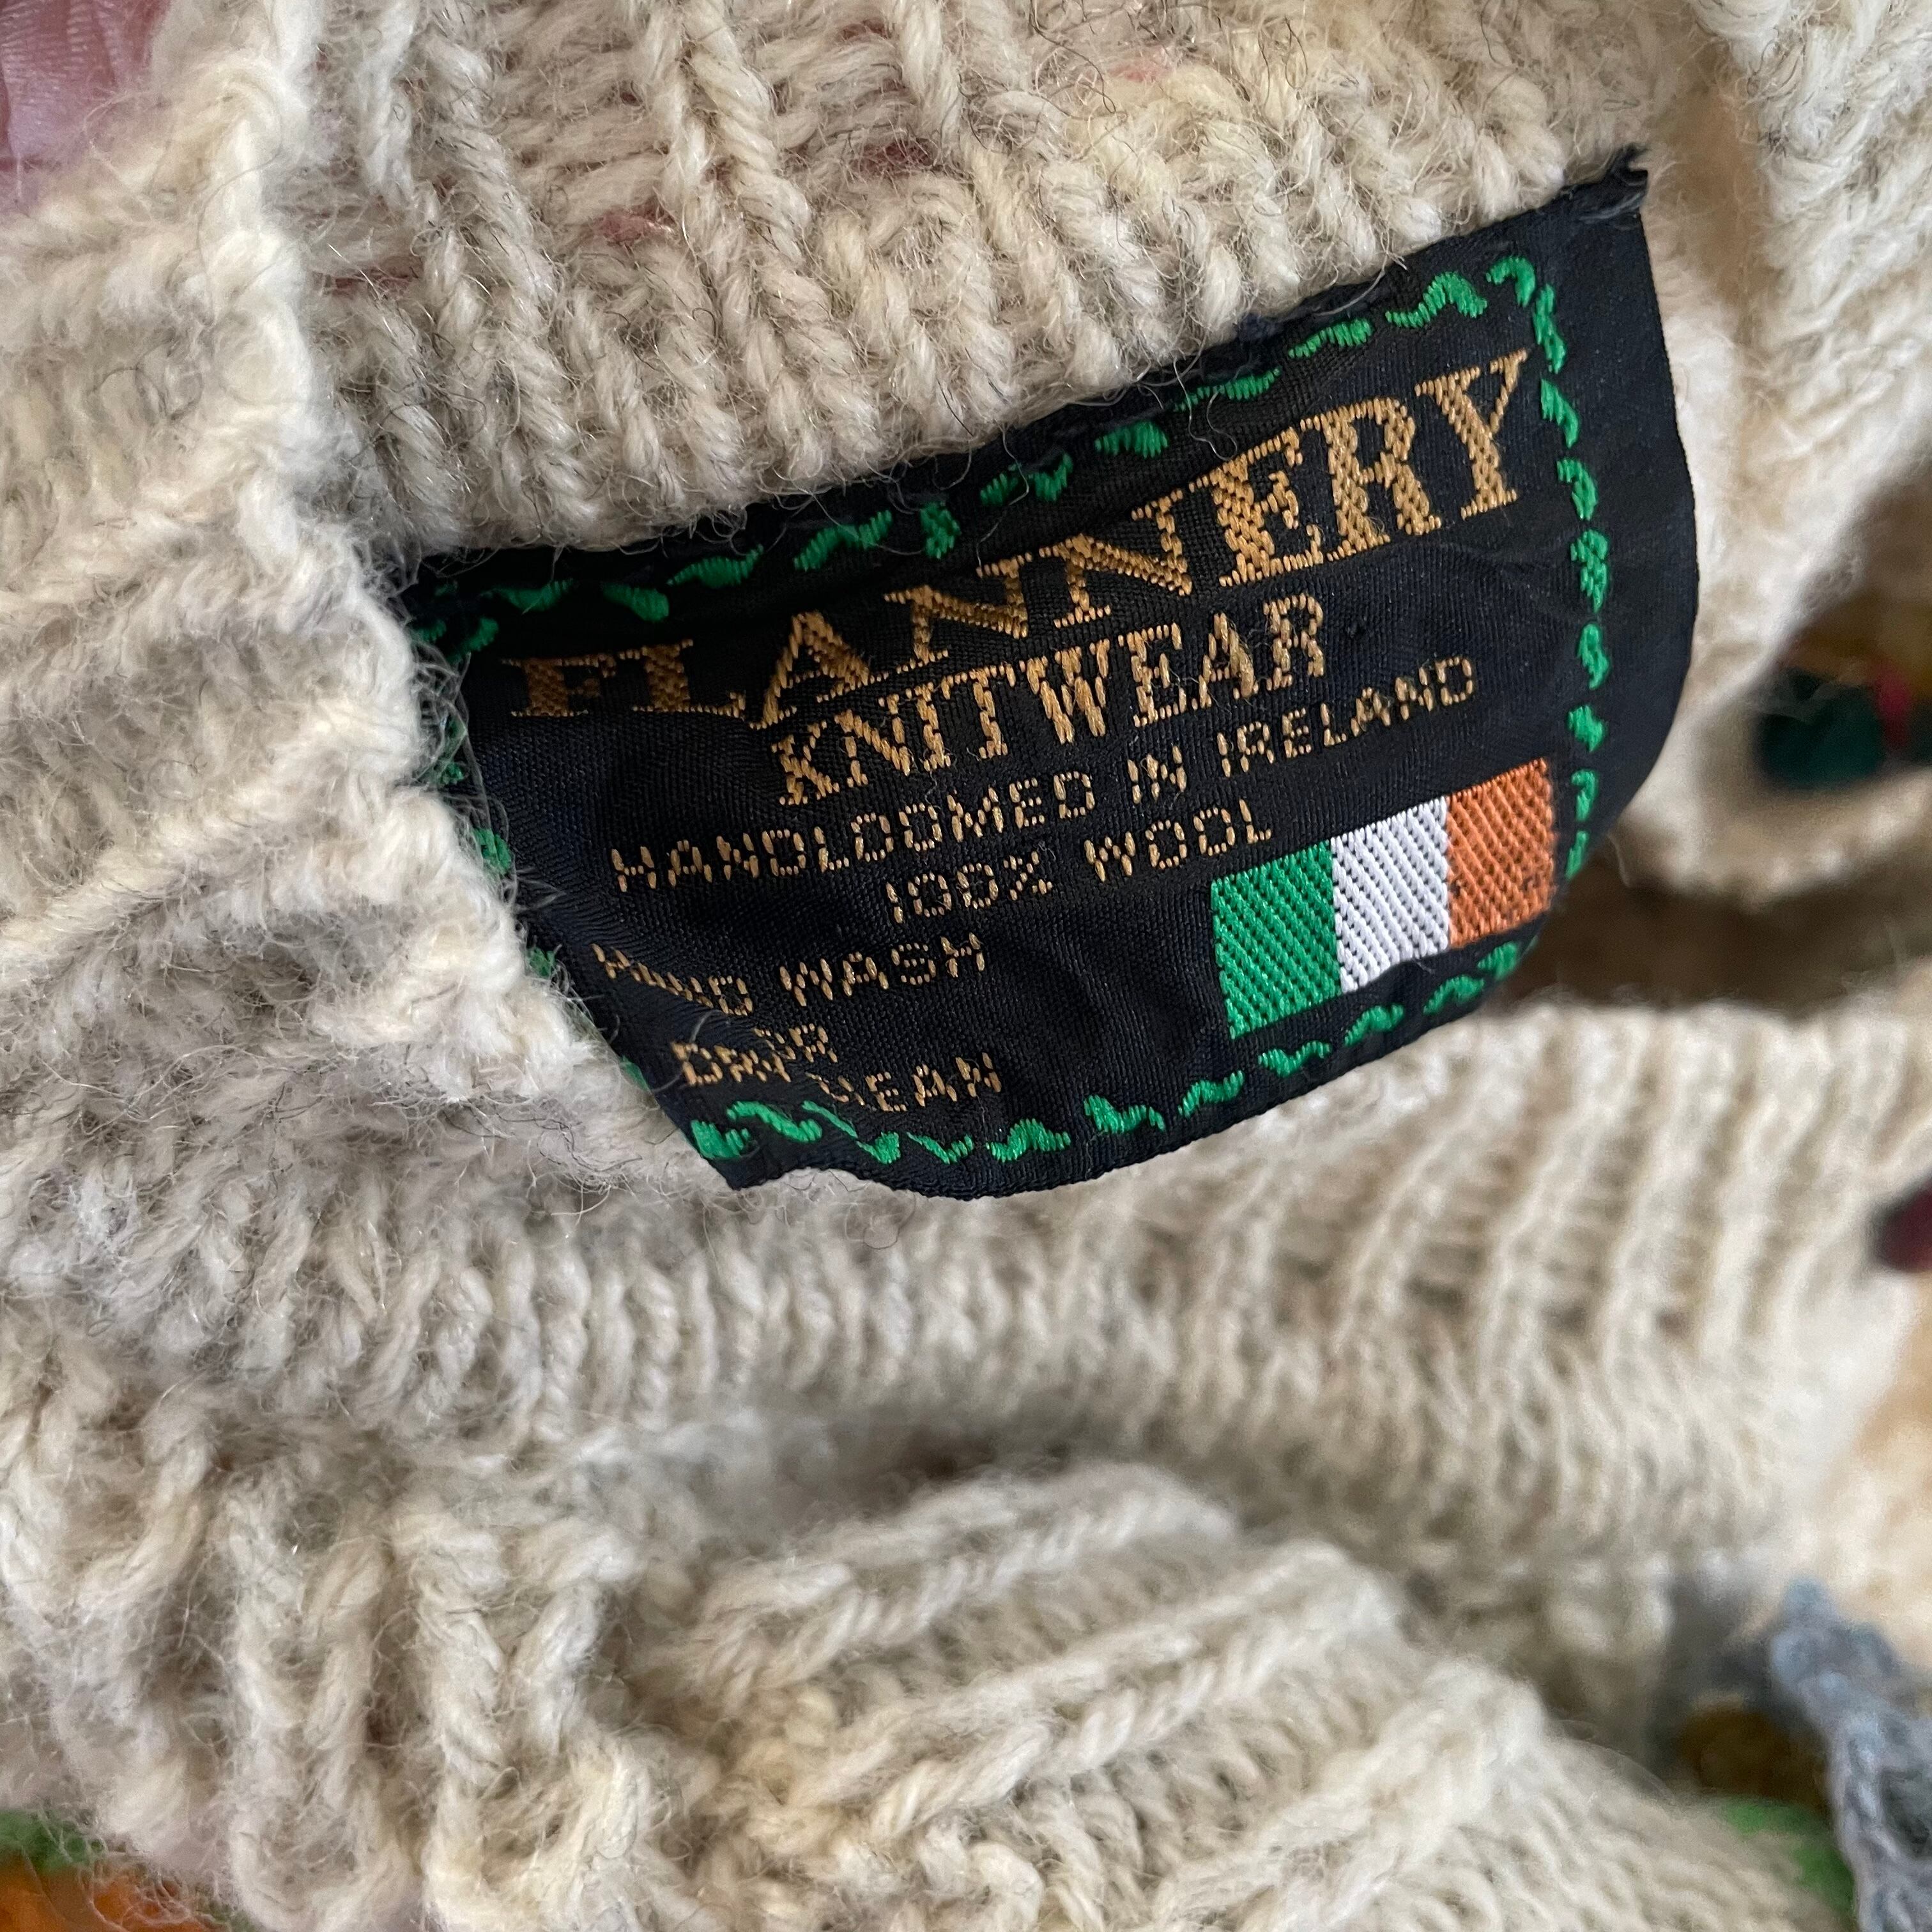 FLANNERY
KNITWEAR
HANDLOOMED IN IRELAND
100% WOOL
HAND WASH
OR
DRY CLEAN